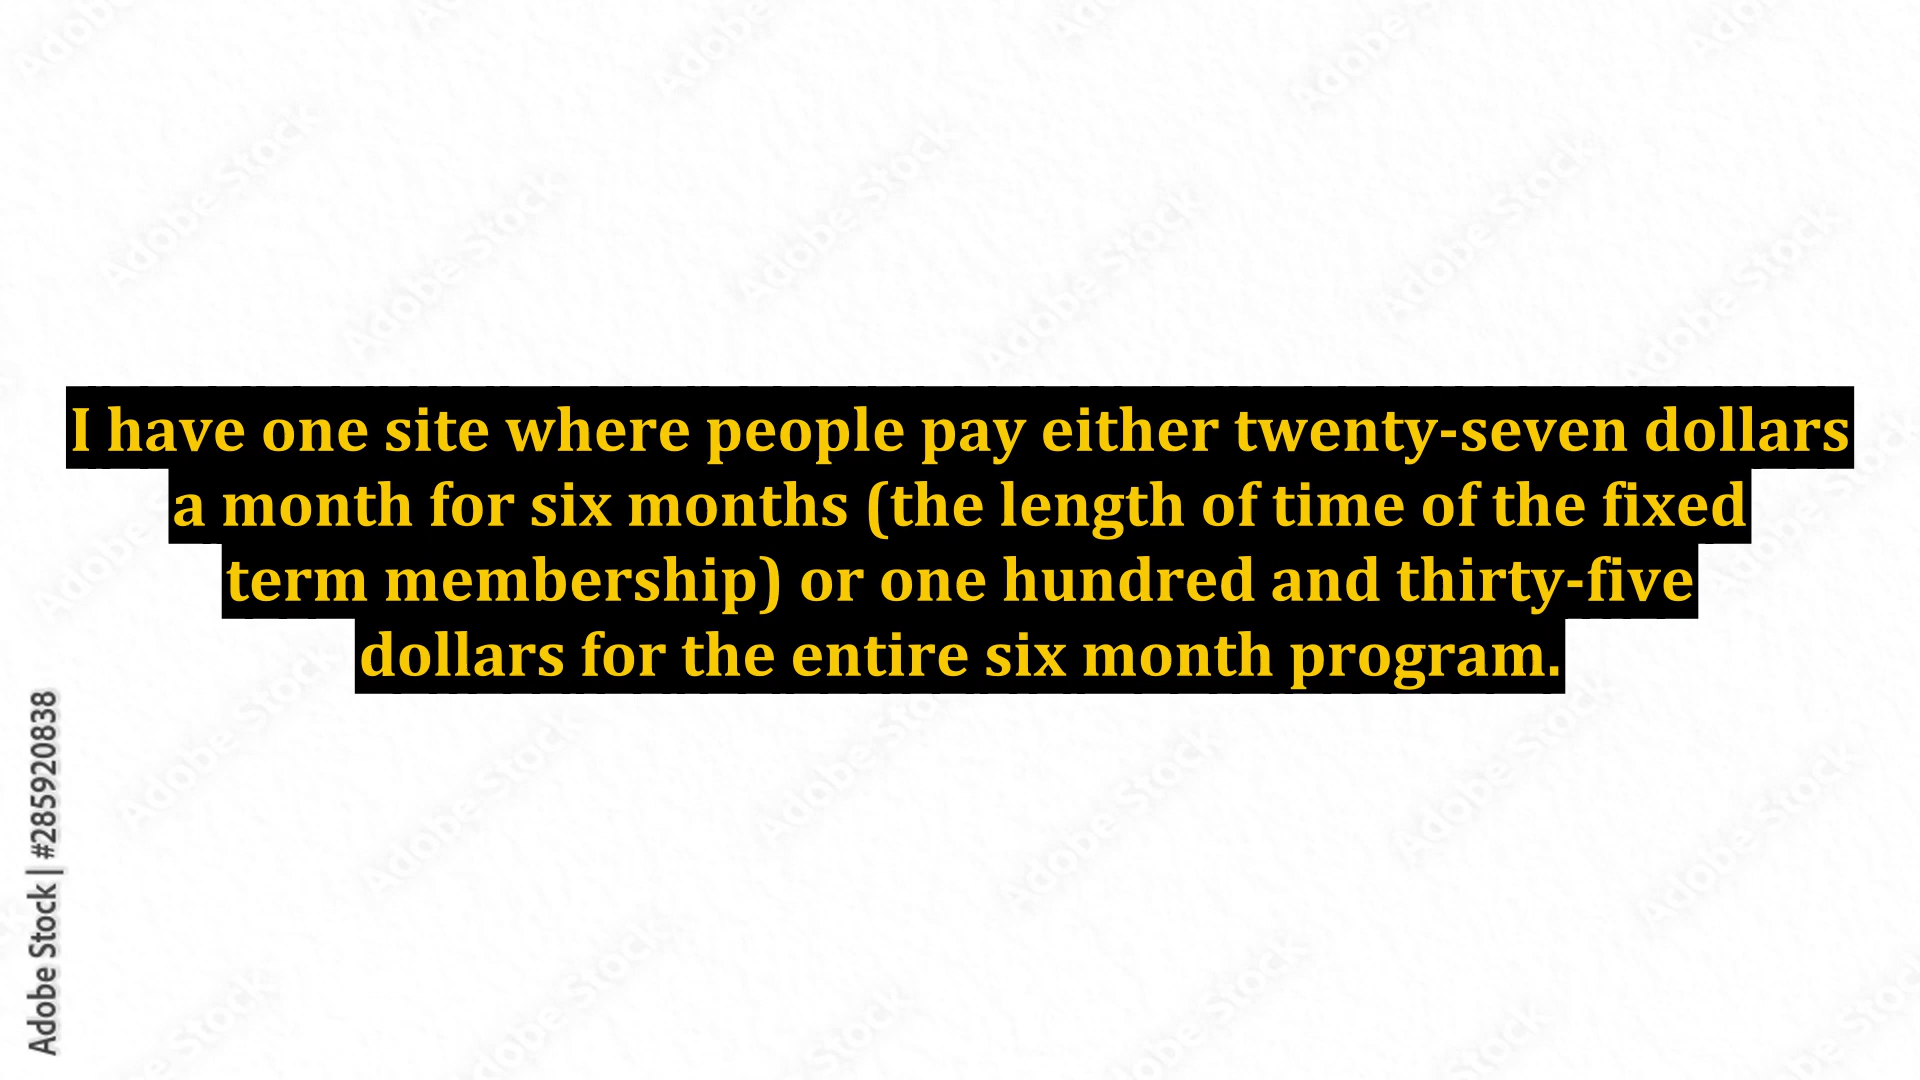 I have one site where people pay either twenty-seven dollars
a month for six months (the length of time of the fixed
term membership) or one hundred and thirty-five
dollars for the entire six month program.
Adobe Stock | #285920838
Adobe Stock